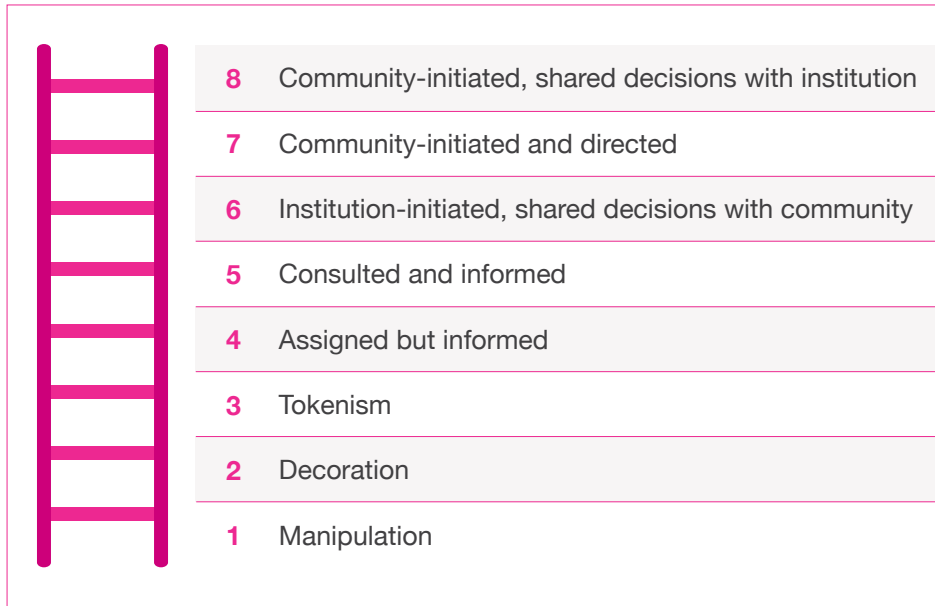 8 Community-initiated, shared decisions with institution
7 Community-initiated and directed
6 Institution-initiated, shared decisions with community
5 Consulted and informed
4 Assigned but informed
3 Tokenism
2 Decoration
1 Manipulation